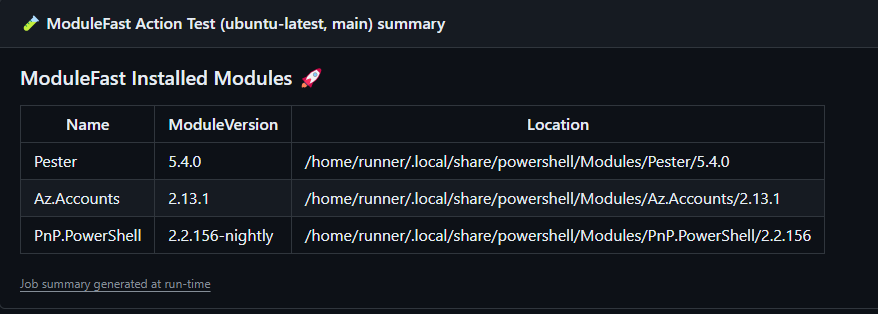 ModuleFast Action Test (ubuntu-latest, main) summary
ModuleFast Installed Modules
Name ModuleVersion Location
Pester 5.4.0 /home/runner/.local/share/powershell/Modules/Pester/5.4.0
Az.Accounts 2.13.1 /home/runner/.local/share/powershell/Modules/Az.Accounts/2.13.1
PnP.PowerShell 2.2.156-nightly /home/runner/.local/share/powershell/Modules/PnP.PowerShell/2.2.156
Job summary generated at run-time